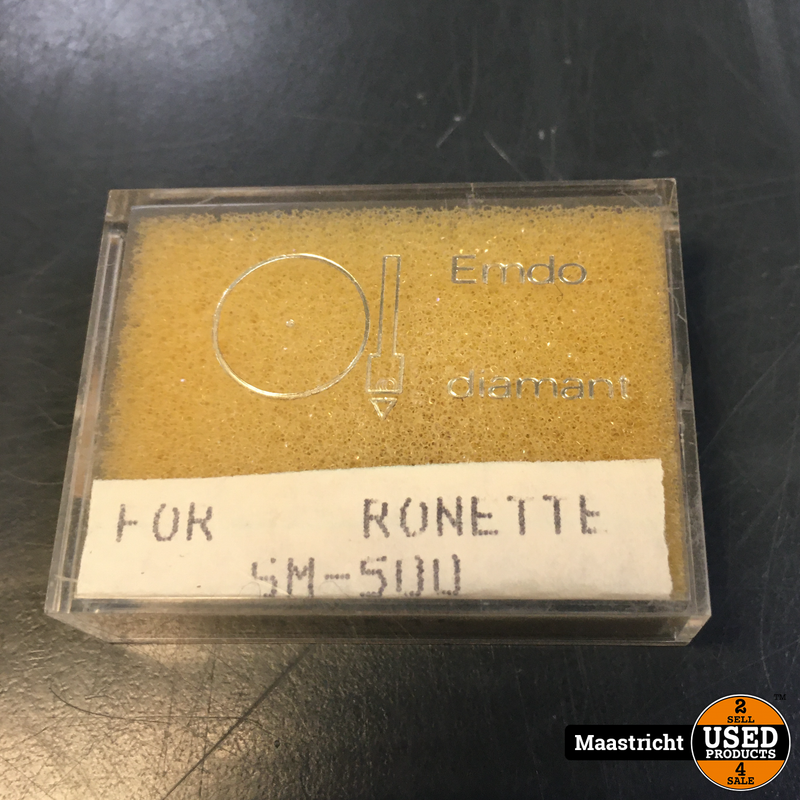 Emdo
diamant
FOR RONETTE
SM-500
Maastricht
2
SELL
USED
PRODUCTS
4
SALE
TM